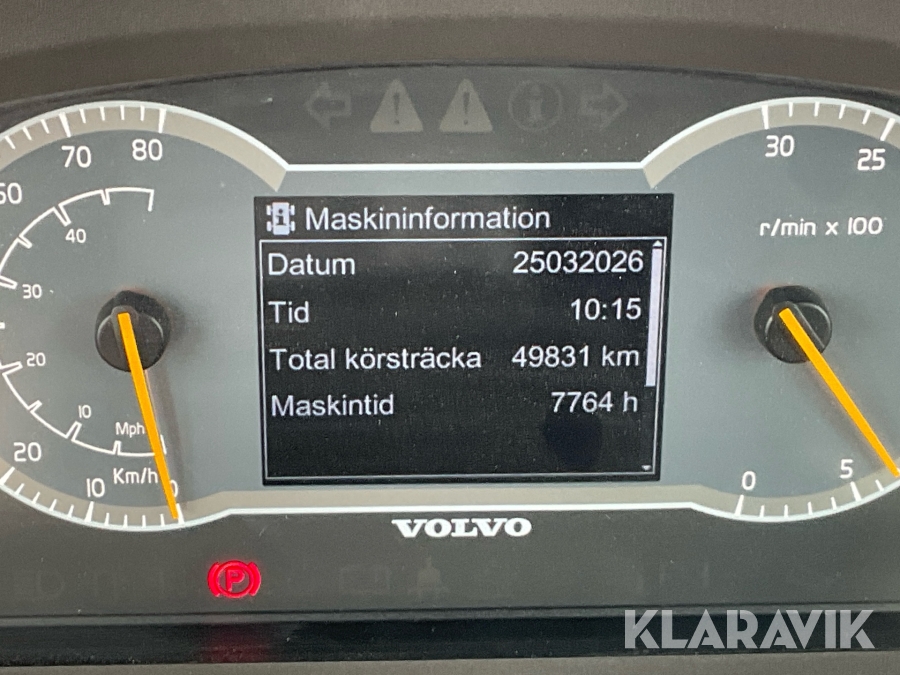 Maskininformation
Datum 25032026
Tid 10:15
Total körsträcka 49831 km
Maskintid 7764 h
80
70
40
30
20
10
Mph
20
10
Km/h
0
30
25
r/min x 100
0
5
VOLVO
P
KLARAVIK